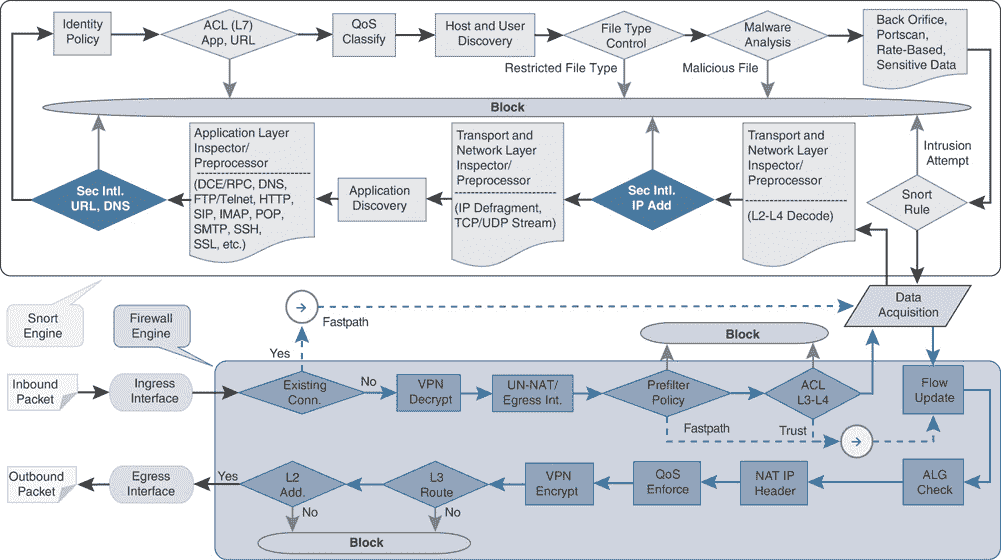 Identity
Policy
ACL (L7)
App, URL
QoS
Classify
Host and User
Discovery
File Type
Control
Malware
Analysis
Back Orifice,
Portscan,
Rate-Based,
Sensitive Data
Restricted File Type
Malicious File
Block
Sec Intl.
URL, DNS
Application Layer
Inspector/
Preprocessor
(DCE/RPC, DNS,
FTP/Telnet, HTTP,
SIP, IMAP, POP,
SMTP, SSH,
SSL, etc.)
Application
Discovery
Transport and
Network Layer
Inspector/
Preprocessor
(IP Defragment,
TCP/UDP Stream)
Sec Intl.
IP Add
Transport and
Network Layer
Inspector/
Preprocessor
(L2-L4 Decode)
Intrusion
Attempt
Snort
Rule
Snort
Engine
Firewall
Engine
Fastpath
Data
Acquisition
Yes
Block
Inbound
Packet
Ingress
Interface
Existing
Conn.
No
VPN
Decrypt
UN-NAT/
Egress Int.
Prefilter
Policy
ACL
L3-L4
Flow
Update
Fastpath
Trust
Outbound
Packet
Egress
Interface
Yes
L2
Add.
L3
Route
VPN
Encrypt
QoS
Enforce
NAT IP
Header
ALG
Check
No
No
Block